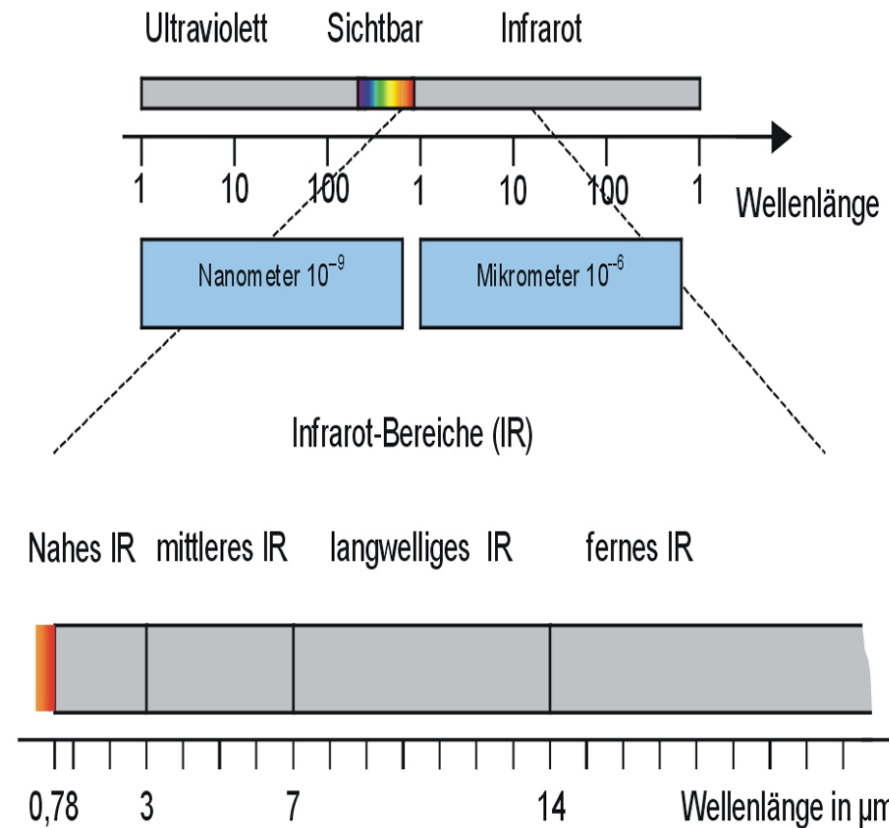 Ultraviolett Sichtbar Infrarot
1 10 100 1 10 100 1
Wellenlänge
Nanometer 10⁻⁹ Mikrometer 10⁻⁻⁶
Infrarot-Bereiche (IR)
Nahes IR mittleres IR langwelliges IR fernes IR
0,78 3 7 14 Wellenlänge in µm